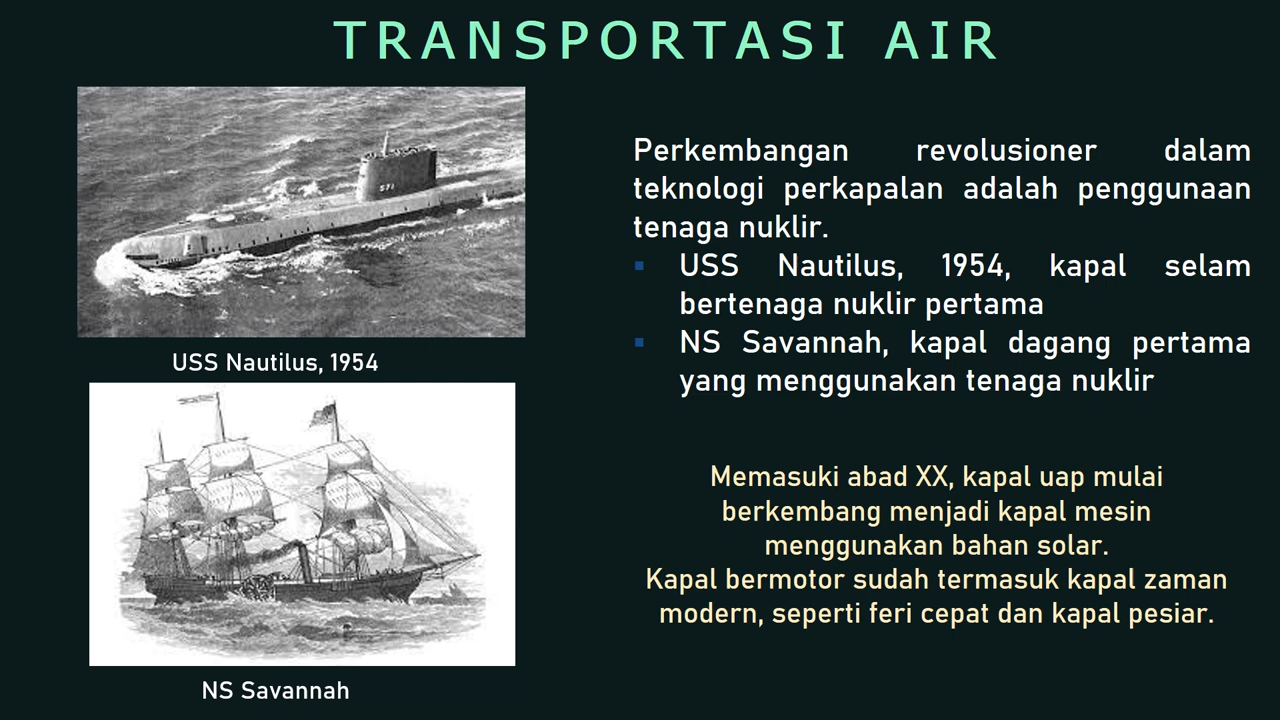 TRANSPORTASI AIR
571
USS Nautilus, 1954
NS Savannah
Perkembangan revolusioner dalam
teknologi perkapalan adalah penggunaan
tenaga nuklir.
▪ USS Nautilus, 1954, kapal selam
bertenaga nuklir pertama
▪ NS Savannah, kapal dagang pertama
yang menggunakan tenaga nuklir
Memasuki abad XX, kapal uap mulai
berkembang menjadi kapal mesin
menggunakan bahan solar.
Kapal bermotor sudah termasuk kapal zaman
modern, seperti feri cepat dan kapal pesiar.